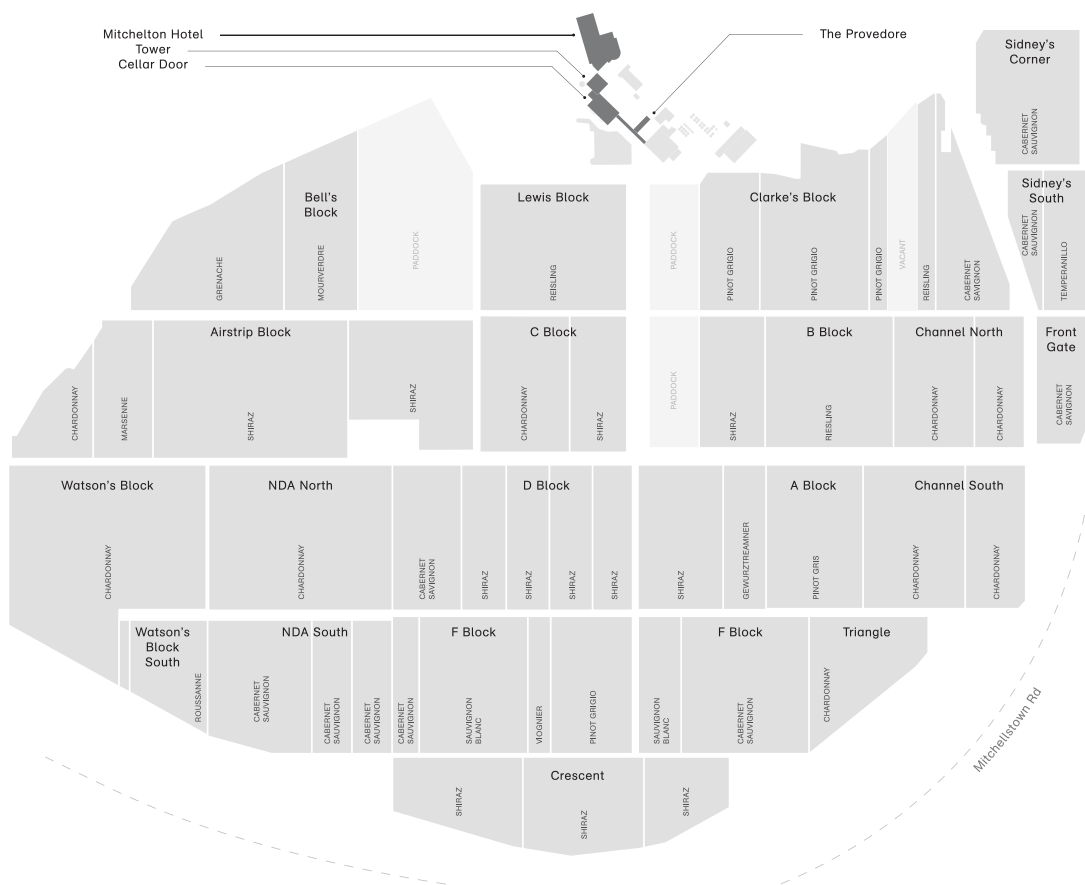 Mitchelton Hotel
Tower
Cellar Door
The Provedore
Sidney's
Corner
CABERNET
SAUVIGNON
Bell's
Block
GRENACHE
MOURVERDRE
PADDOCK
Lewis Block
REISLING
PADDOCK
Clarke's Block
PINOT GRIGIO
PINOT GRIGIO
PINOT GRIGIO
VACANT
REISLING
CABERNET
SAVIGNON
Sidney's
South
CABERNET
SAUVIGNON
TEMPERANILLO
Airstrip Block
CHARDONNAY
MARSENNE
SHIRAZ
SHIRAZ
C Block
CHARDONNAY
SHIRAZ
PADDOCK
SHIRAZ
B Block
RIESLING
Channel North
CHARDONNAY
CHARDONNAY
Front
Gate
CABERNET
SAVIGNON
Watson's Block
CHARDONNAY
NDA North
CHARDONNAY
D Block
CABERNET
SAVIGNON
SHIRAZ
SHIRAZ
SHIRAZ
SHIRAZ
SHIRAZ
GEWURZTREAMNER
A Block
PINOT GRIS
Channel South
CHARDONNAY
CHARDONNAY
Watson's
Block
South
ROUSSANNE
NDA South
CABERNET
SAUVIGNON
CABERNET
SAUVIGNON
CABERNET
SAUVIGNON
F Block
CABERNET
SAUVIGNON
SAUVIGNON
BLANC
VIOGNIER
PINOT GRIGIO
F Block
SAUVIGNON
BLANC
CABERNET
SAUVIGNON
Triangle
CHARDONNAY
Mitchellstown Rd
Crescent
SHIRAZ
SHIRAZ
SHIRAZ